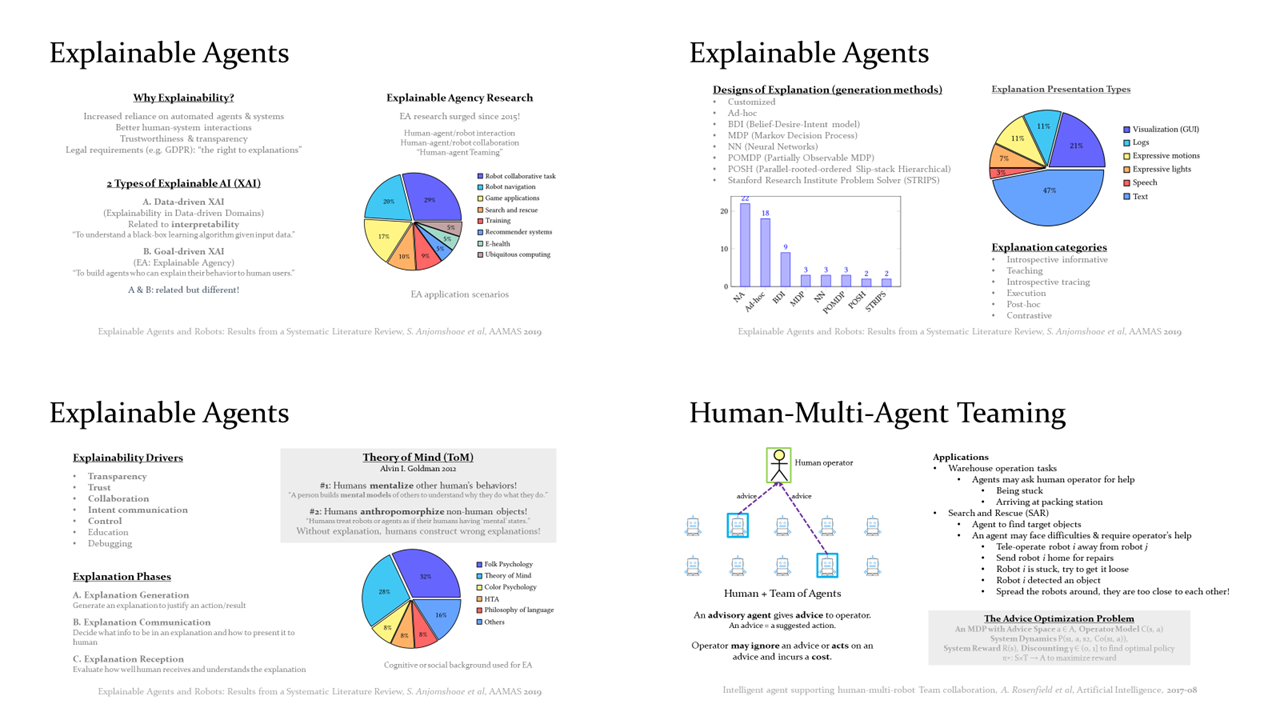 Explainable Agents
Why Explainability?
Increased reliance on automated agents & systems
Better human-system interactions
Trustworthiness & transparency
Legal requirements (e.g. GDPR): "the right to explanations"
2 Types of Explainable AI (XAI)
A. Data-driven XAI
(Explainability in Data-driven Domains)
Related to interpretability
"To understand a black-box learning algorithm given input data."
B. Goal-driven XAI
(EA: Explainable Agency)
"To build agents who can explain their behavior to human users."
A & B: related but different!
Explainable Agency Research
EA research surged since 2015!
Human-agent/robot interaction
Human-agent/robot collaboration
"Human-agent Teaming"
29%
20%
17%
10%
9%
5%
5%
5%
Robot collaborative task
Robot navigation
Game applications
Search and rescue
Training
Recommender systems
E-health
Ubiquitous computing
EA application scenarios
Explainable Agents and Robots: Results from a Systematic Literature Review, S. Anjomshoae et al, AAMAS 2019
Explainable Agents
Designs of Explanation (generation methods)
• Customized
• Ad-hoc
• BDI (Belief-Desire-Intent model)
• MDP (Markov Decision Process)
• NN (Neural Networks)
• POMDP (Partially Observable MDP)
• POSH (Parallel-rooted-ordered Slip-stack Hierarchical)
• Stanford Research Institute Problem Solver (STRIPS)
20
10
0
22
18
9
3
3
3
2
2
NA
Ad-hoc
BDI
MDP
NN
POMDP
POSH
STRIPS
Explanation Presentation Types
21%
11%
11%
7%
3%
47%
Visualization (GUI)
Logs
Expressive motions
Expressive lights
Speech
Text
Explanation categories
• Introspective informative
• Teaching
• Introspective tracing
• Execution
• Post-hoc
• Contrastive
Explainable Agents and Robots: Results from a Systematic Literature Review, S. Anjomshoae et al, AAMAS 2019
Explainable Agents
Explainability Drivers
• Transparency
• Trust
• Collaboration
• Intent communication
• Control
• Education
• Debugging
Explanation Phases
A. Explanation Generation
Generate an explanation to justify an action/result
B. Explanation Communication
Decide what info to be in an explanation and how to present it to
human
C. Explanation Reception
Evaluate how well human receives and understands the explanation
Theory of Mind (ToM)
Alvin I. Goldman 2012
#1: Humans mentalize other human's behaviors!
"A person builds mental models of others to understand why they do what they do."
#2: Humans anthropomorphize non-human objects!
"Humans treat robots or agents as if their humans having 'mental' states."
Without explanation, humans construct wrong explanations!
32%
28%
8%
8%
8%
16%
Folk Psychology
Theory of Mind
Color Psychology
HTA
Philosophy of language
Others
Cognitive or social background used for EA
Explainable Agents and Robots: Results from a Systematic Literature Review, S. Anjomshoae et al, AAMAS 2019
Human-Multi-Agent Teaming
Human operator
advice
advice
Human + Team of Agents
An advisory agent gives advice to operator.
An advice = a suggested action.
Operator may ignore an advice or acts on an
advice and incurs a cost.
Applications
• Warehouse operation tasks
• Agents may ask human operator for help
• Being stuck
• Arriving at packing station
• Search and Rescue (SAR)
• Agent to find target objects
• An agent may face difficulties & require operator's help
• Tele-operate robot i away from robot j
• Send robot i home for repairs
• Robot i is stuck, try to get it loose
• Robot i detected an object
• Spread the robots around, they are too close to each other!
The Advice Optimization Problem
An MDP with Advice Space a ∈ A, Operator Model C(s, a)
System Dynamics P(s1, a, s2, Co(s1, a)),
System Reward R(s), Discounting γ ∈ (0, 1) to find optimal policy
π*: S×T → A to maximize reward
Intelligent agent supporting human-multi-robot Team collaboration, A. Rosenfield et al, Artificial Intelligence, 2017-08